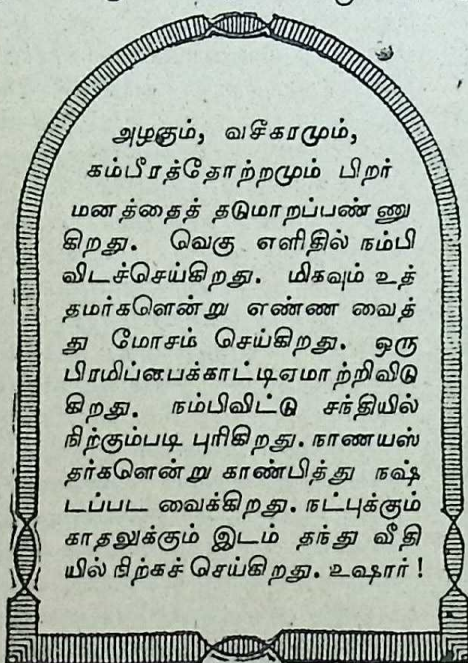 அழகும், வசீகரமும்,
கம்பீரத்தோற்றமும் பிறர்
மனத்தைத் தடுமாறப்பண் ணு
கிறது. வெகு எளிதில் நம்பி
விடச்செய்கிறது. மிகவும் உத்
தமர்களென்று எண்ண வைத்
து மோசம் செய்கிறது. ஒரு
பிரமிப்பைக்காட்டிஏமாற்றிவிடு
கிறது. நம்பிவிட்டு சந்தியில்
நிற்கும்படி புரிகிறது. நாணயஸ்
தர்களென்று காண்பித்து நஷ்
டப்பட வைக்கிறது. நட்புக்கும்
காதலுக்கும் இடம் தந்து வீதி
யில் நிற்கச் செய்கிறது. உஷார் !